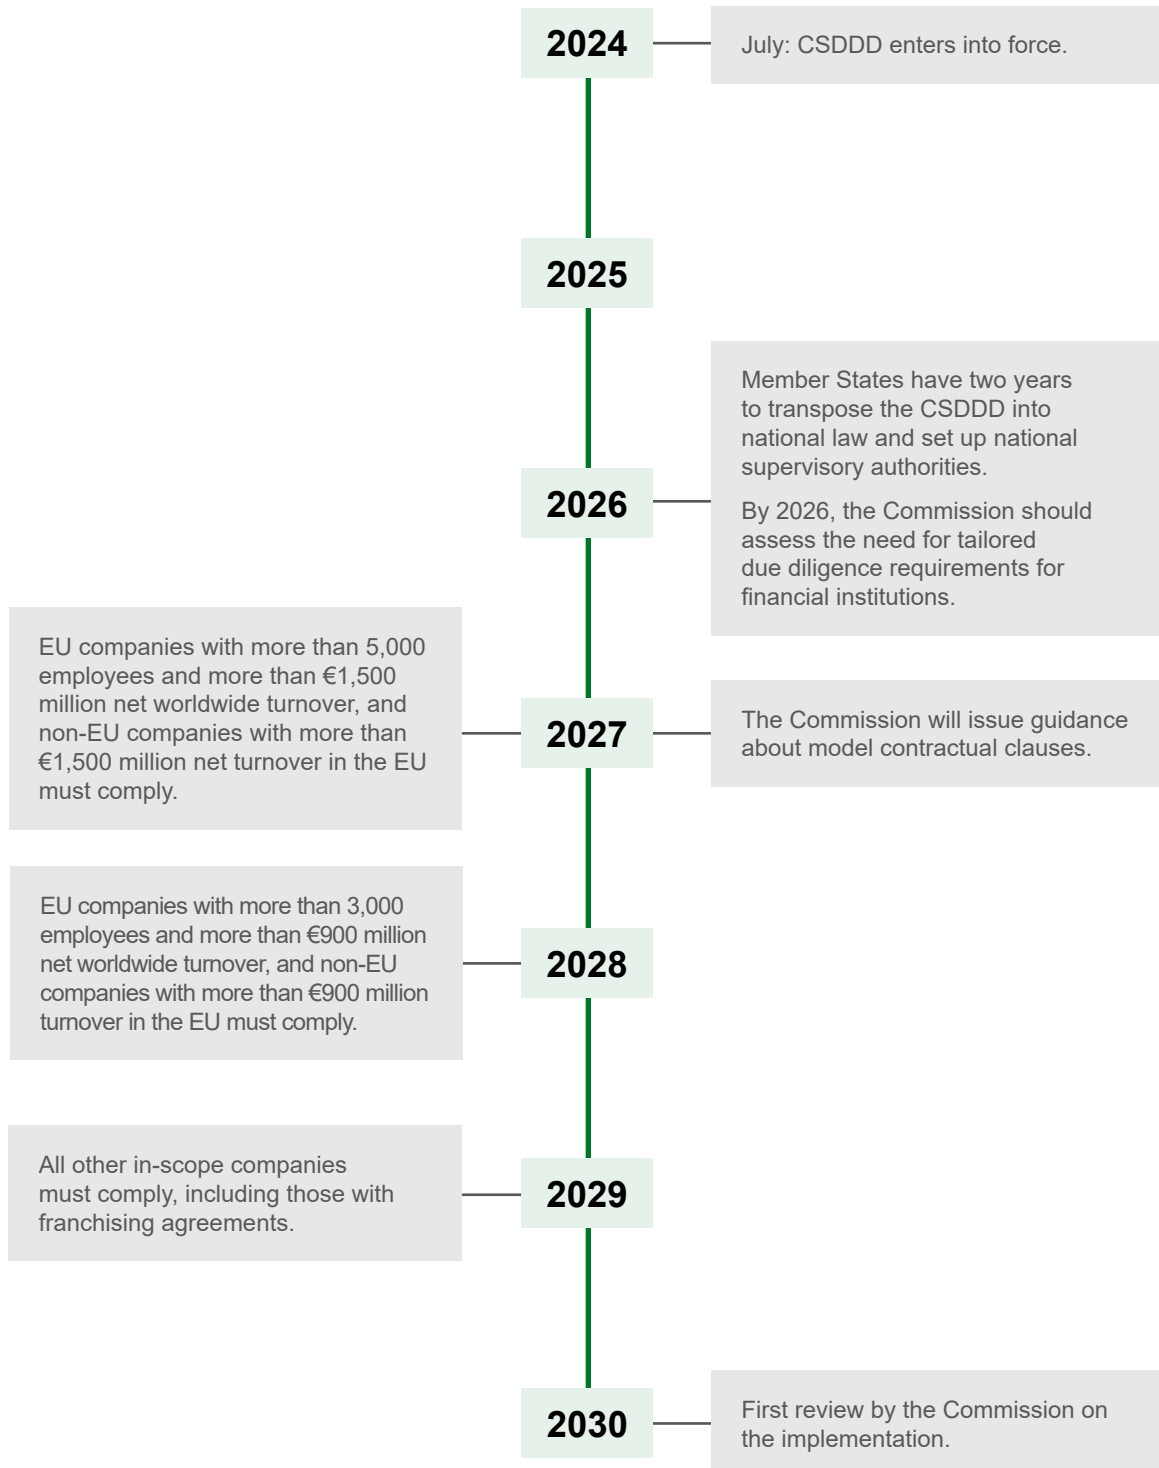 2024
July: CSDDD enters into force.
2025
Member States have two years
to transpose the CSDDD into
national law and set up national
supervisory authorities.
2026
By 2026, the Commission should
assess the need for tailored
due diligence requirements for
financial institutions.
EU companies with more than 5,000
employees and more than €1,500
million net worldwide turnover, and
non-EU companies with more than
€1,500 million net turnover in the EU
must comply.
2027
The Commission will issue guidance
about model contractual clauses.
EU companies with more than 3,000
employees and more than €900 million
net worldwide turnover, and non-EU
companies with more than €900 million
turnover in the EU must comply.
2028
All other in-scope companies
must comply, including those with
franchising agreements.
2029
2030
First review by the Commission on
the implementation.